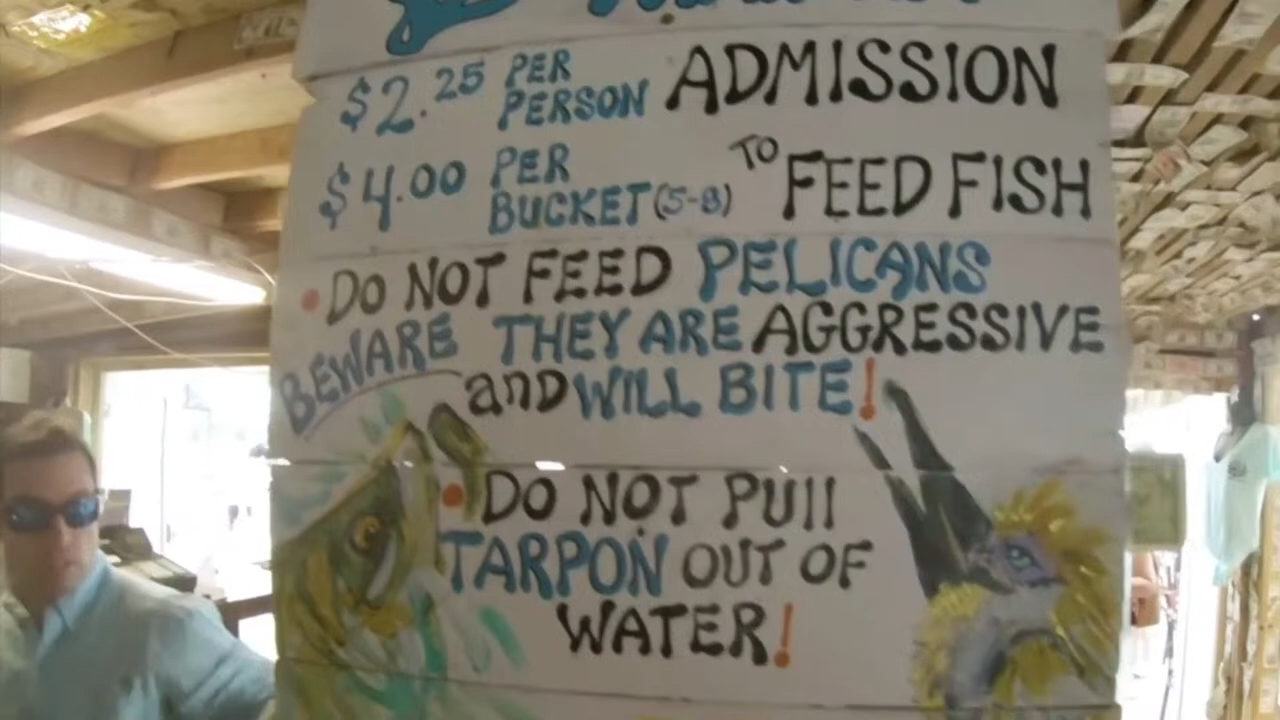 $2.25 PER PERSON ADMISSION
$4.00 PER BUCKET (5-8) TO FEED FISH
• DO NOT FEED PELICANS
BEWARE THEY ARE AGGRESSIVE
and WILL BITE!
• DO NOT PUll
TARPON OUT OF
WATER!